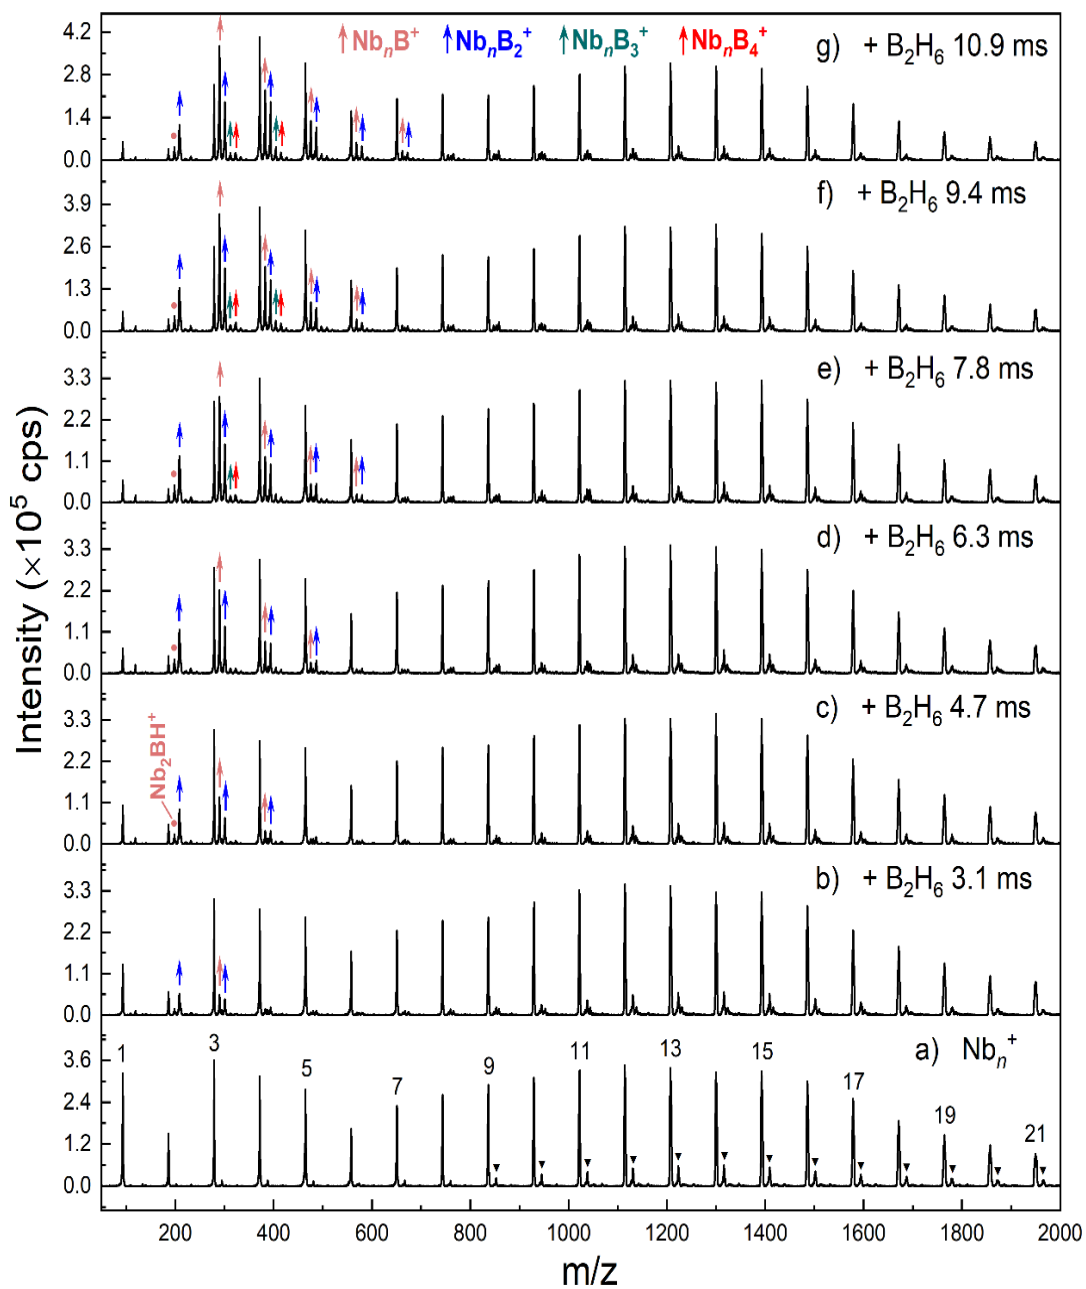 NbₙB⁺ NbₙB₂⁺ NbₙB₃⁺ NbₙB₄⁺
g) + B₂H₆ 10.9 ms
4.2
2.8
1.4
0.0
f) + B₂H₆ 9.4 ms
3.9
2.6
1.3
0.0
e) + B₂H₆ 7.8 ms
3.3
2.2
1.1
0.0
d) + B₂H₆ 6.3 ms
3.3
2.2
1.1
0.0
c) + B₂H₆ 4.7 ms
Nb₂BH⁺
3.3
2.2
1.1
0.0
b) + B₂H₆ 3.1 ms
3.3
2.2
1.1
0.0
a) Nbₙ⁺
1 3 5 7 9 11 13 15 17 19 21
3.6
2.4
1.2
0.0
200 400 600 800 1000 1200 1400 1600 1800 2000
m/z
Intensity (×10⁵ cps)